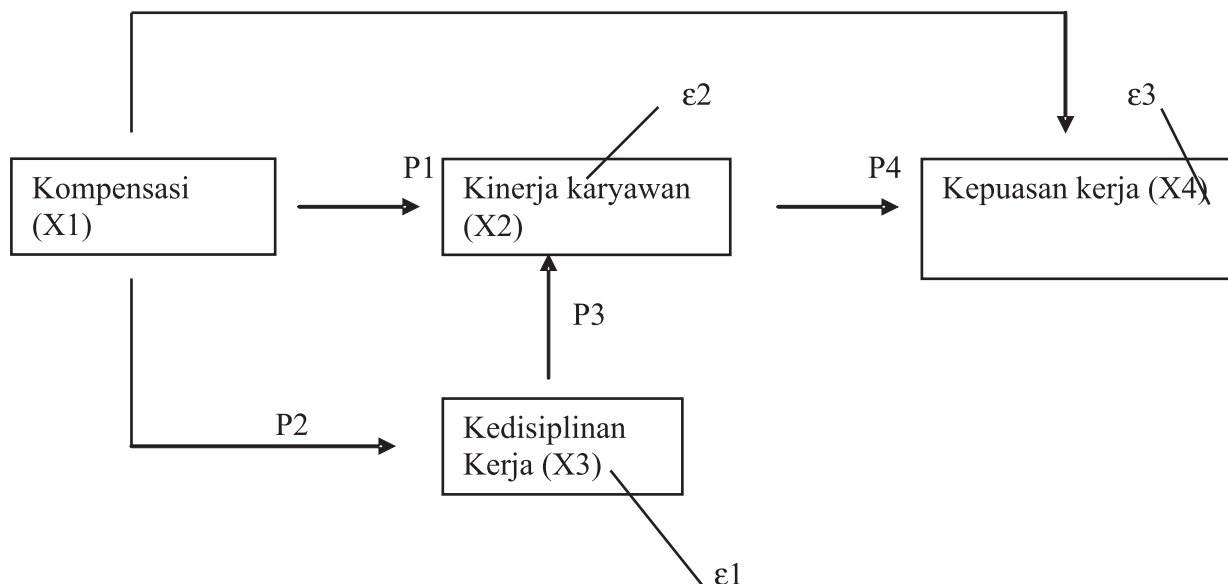 ε2
ε3
P1
P4
Kompensasi
(X1)
Kinerja karyawan
(X2)
Kepuasan kerja (X4)
P3
P2
Kedisiplinan
Kerja (X3)
ε1